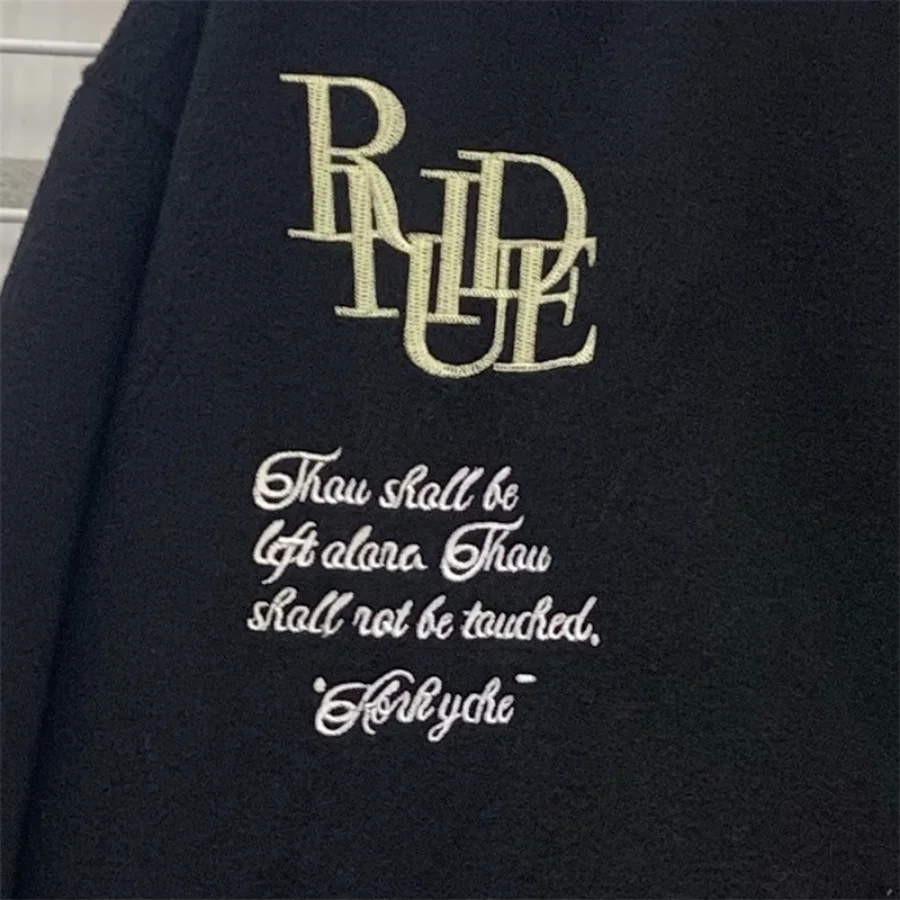 RHUDE
Thou shall be
left alone. Thou
shall not be touched.